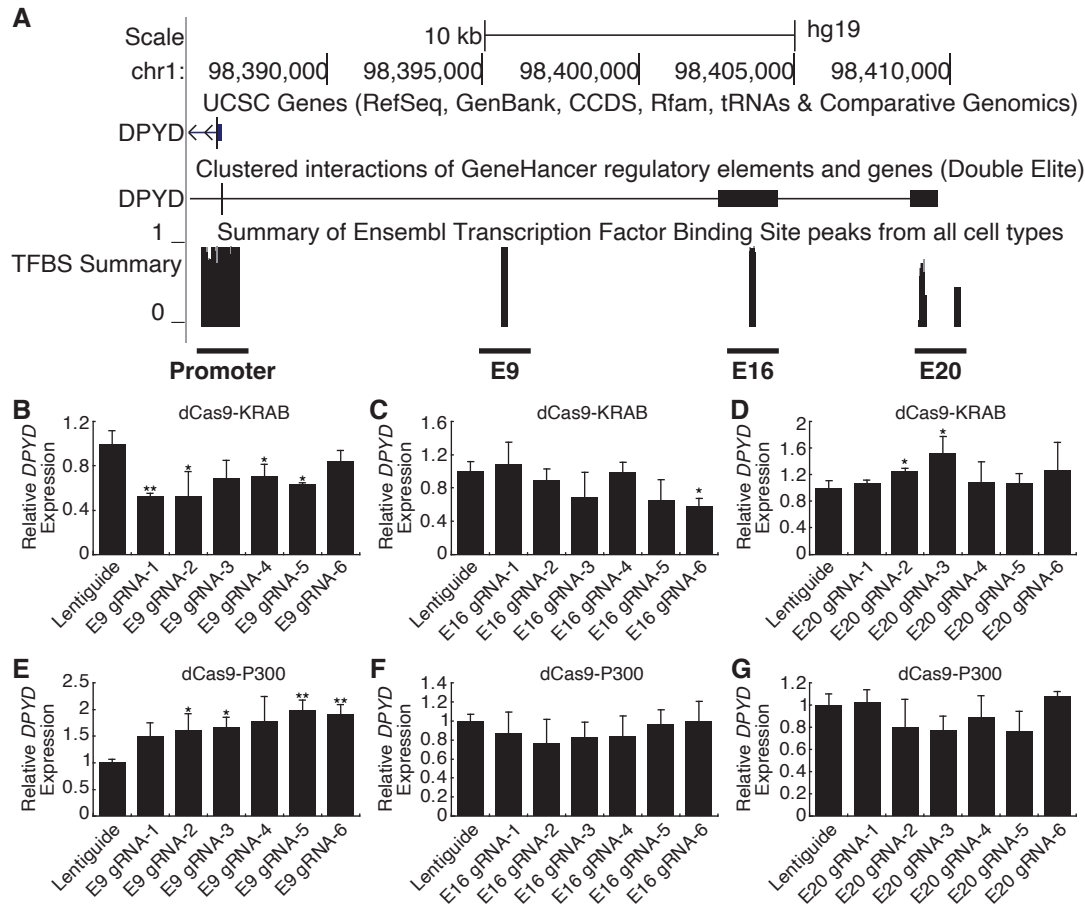 A
Scale 10 kb hg19
chr1: 98,390,000 98,395,000 98,400,000 98,405,000 98,410,000
UCSC Genes (RefSeq, GenBank, CCDS, Rfam, tRNAs & Comparative Genomics)
DPYD
Clustered interactions of GeneHancer regulatory elements and genes (Double Elite)
DPYD
1 Summary of Ensembl Transcription Factor Binding Site peaks from all cell types
TFBS Summary
0
Promoter E9 E16 E20
B
dCas9-KRAB
Relative DPYD
Expression
1.2
0.8
0.4
0
**
*
*
*
Lentiguide
E9 gRNA-1
E9 gRNA-2
E9 gRNA-3
E9 gRNA-4
E9 gRNA-5
E9 gRNA-6
C
dCas9-KRAB
Relative DPYD
Expression
1.6
1.2
0.8
0.4
0
*
Lentiguide
E16 gRNA-1
E16 gRNA-2
E16 gRNA-3
E16 gRNA-4
E16 gRNA-5
E16 gRNA-6
D
dCas9-KRAB
Relative DPYD
Expression
2
1.6
1.2
0.8
0.4
0
*
*
Lentiguide
E20 gRNA-1
E20 gRNA-2
E20 gRNA-3
E20 gRNA-4
E20 gRNA-5
E20 gRNA-6
E
dCas9-P300
Relative DPYD
Expression
2.5
2
1.5
1
0.5
0
*
*
**
**
Lentiguide
E9 gRNA-1
E9 gRNA-2
E9 gRNA-3
E9 gRNA-4
E9 gRNA-5
E9 gRNA-6
F
dCas9-P300
Relative DPYD
Expression
1.4
1.2
1
0.8
0.6
0.4
0.2
0
Lentiguide
E16 gRNA-1
E16 gRNA-2
E16 gRNA-3
E16 gRNA-4
E16 gRNA-5
E16 gRNA-6
G
dCas9-P300
Relative DPYD
Expression
1.2
1
0.8
0.6
0.4
0.2
0
Lentiguide
E20 gRNA-1
E20 gRNA-2
E20 gRNA-3
E20 gRNA-4
E20 gRNA-5
E20 gRNA-6